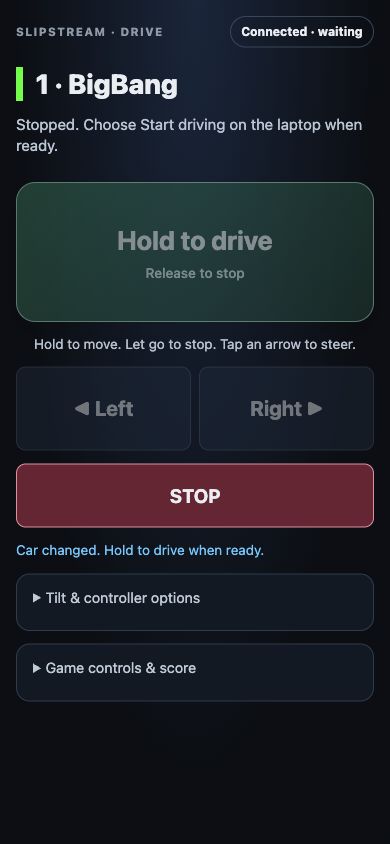 SLIPSTREAM · DRIVE
Connected · waiting
1 · BigBang
Stopped. Choose Start driving on the laptop when
ready.
Hold to drive
Release to stop
Hold to move. Let go to stop. Tap an arrow to steer.
◀ Left
Right ▶
STOP
Car changed. Hold to drive when ready.
▶ Tilt & controller options
▶ Game controls & score